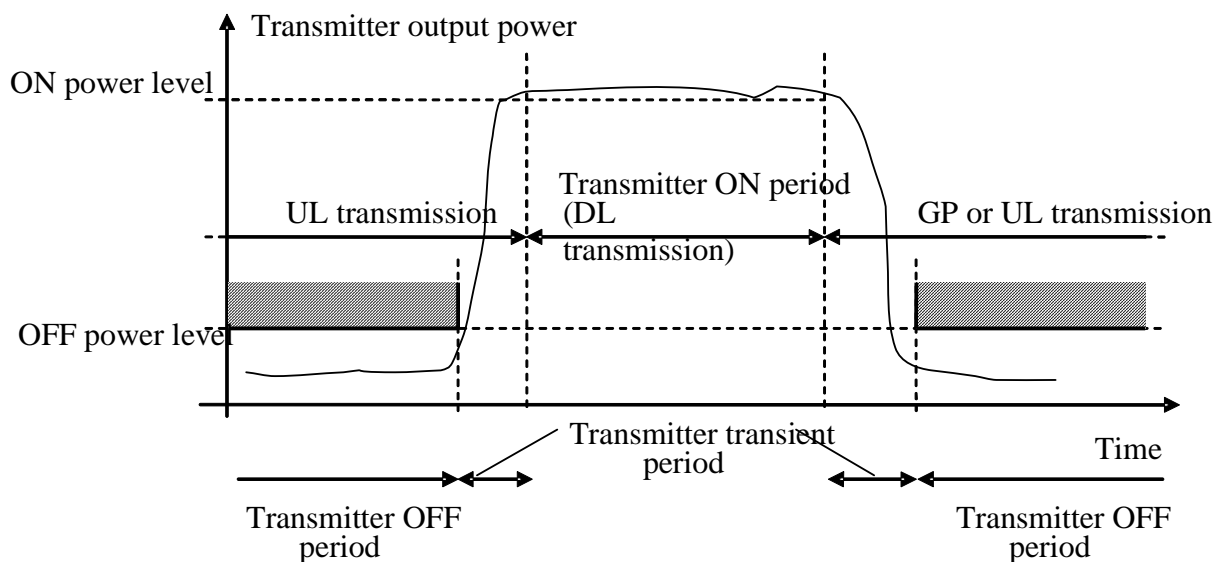 Transmitter output power
ON power level
Transmitter ON period
UL transmission
(DL
GP or UL transmission
transmission)
OFF power level
Transmitter transient
period
Time
Transmitter OFF
period
Transmitter OFF
period